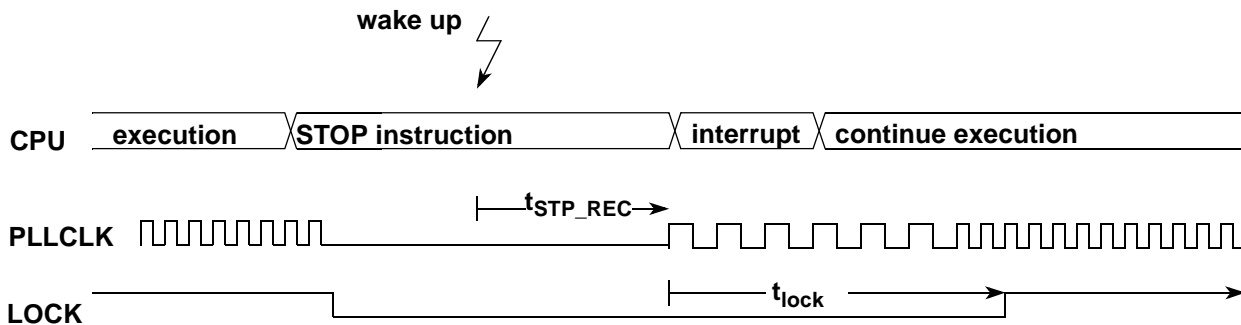 wake up
CPU execution STOP instruction interrupt continue execution
tSTP_REC
PLLCLK
tlock
LOCK